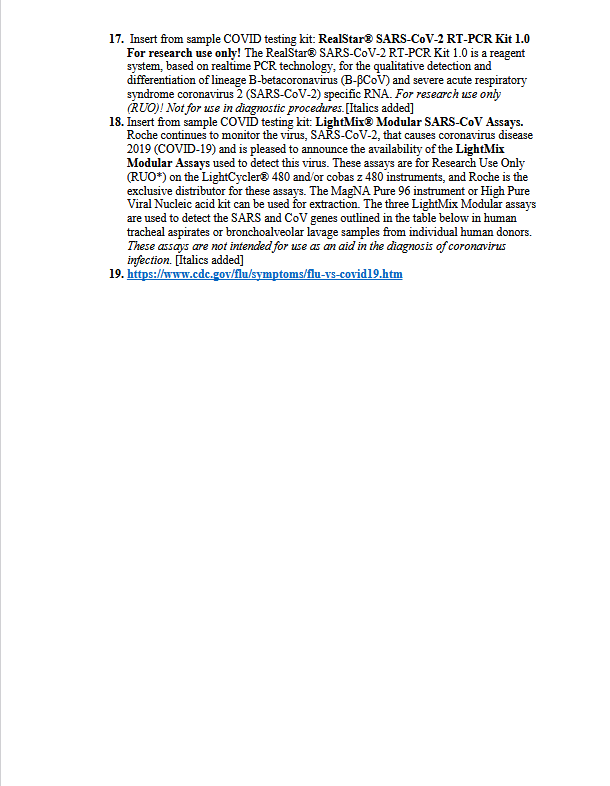 17. Insert from sample COVID testing kit: RealStar® SARS-CoV-2 RT-PCR Kit 1.0
For research use only! The RealStar® SARS-CoV-2 RT-PCR Kit 1.0 is a reagent
system, based on realtime PCR technology, for the qualitative detection and
differentiation of lineage B-betacoronavirus (B-βCoV) and severe acute respiratory
syndrome coronavirus 2 (SARS-CoV-2) specific RNA. For research use only
(RUO)! Not for use in diagnostic procedures.[Italics added]
18. Insert from sample COVID testing kit: LightMix® Modular SARS-CoV Assays.
Roche continues to monitor the virus, SARS-CoV-2, that causes coronavirus disease
2019 (COVID-19) and is pleased to announce the availability of the LightMix
Modular Assays used to detect this virus. These assays are for Research Use Only
(RUO*) on the LightCycler® 480 and/or cobas z 480 instruments, and Roche is the
exclusive distributor for these assays. The MagNA Pure 96 instrument or High Pure
Viral Nucleic acid kit can be used for extraction. The three LightMix Modular assays
are used to detect the SARS and CoV genes outlined in the table below in human
tracheal aspirates or bronchoalveolar lavage samples from individual human donors.
These assays are not intended for use as an aid in the diagnosis of coronavirus
infection. [Italics added]
19. https://www.cdc.gov/flu/symptoms/flu-vs-covid19.htm